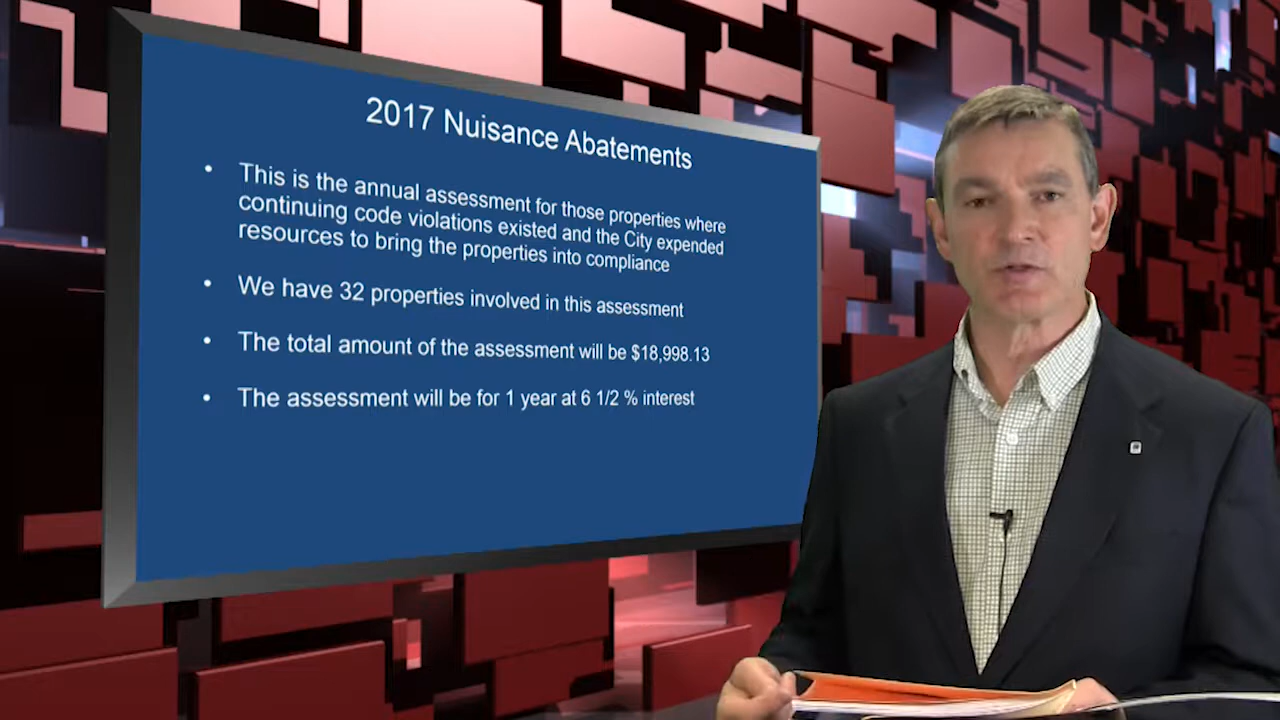 2017 Nuisance Abatements
• This is the annual assessment for those properties where
continuing code violations existed and the City expended
resources to bring the properties into compliance
• We have 32 properties involved in this assessment
• The total amount of the assessment will be $18,998.13
• The assessment will be for 1 year at 6 1/2 % interest